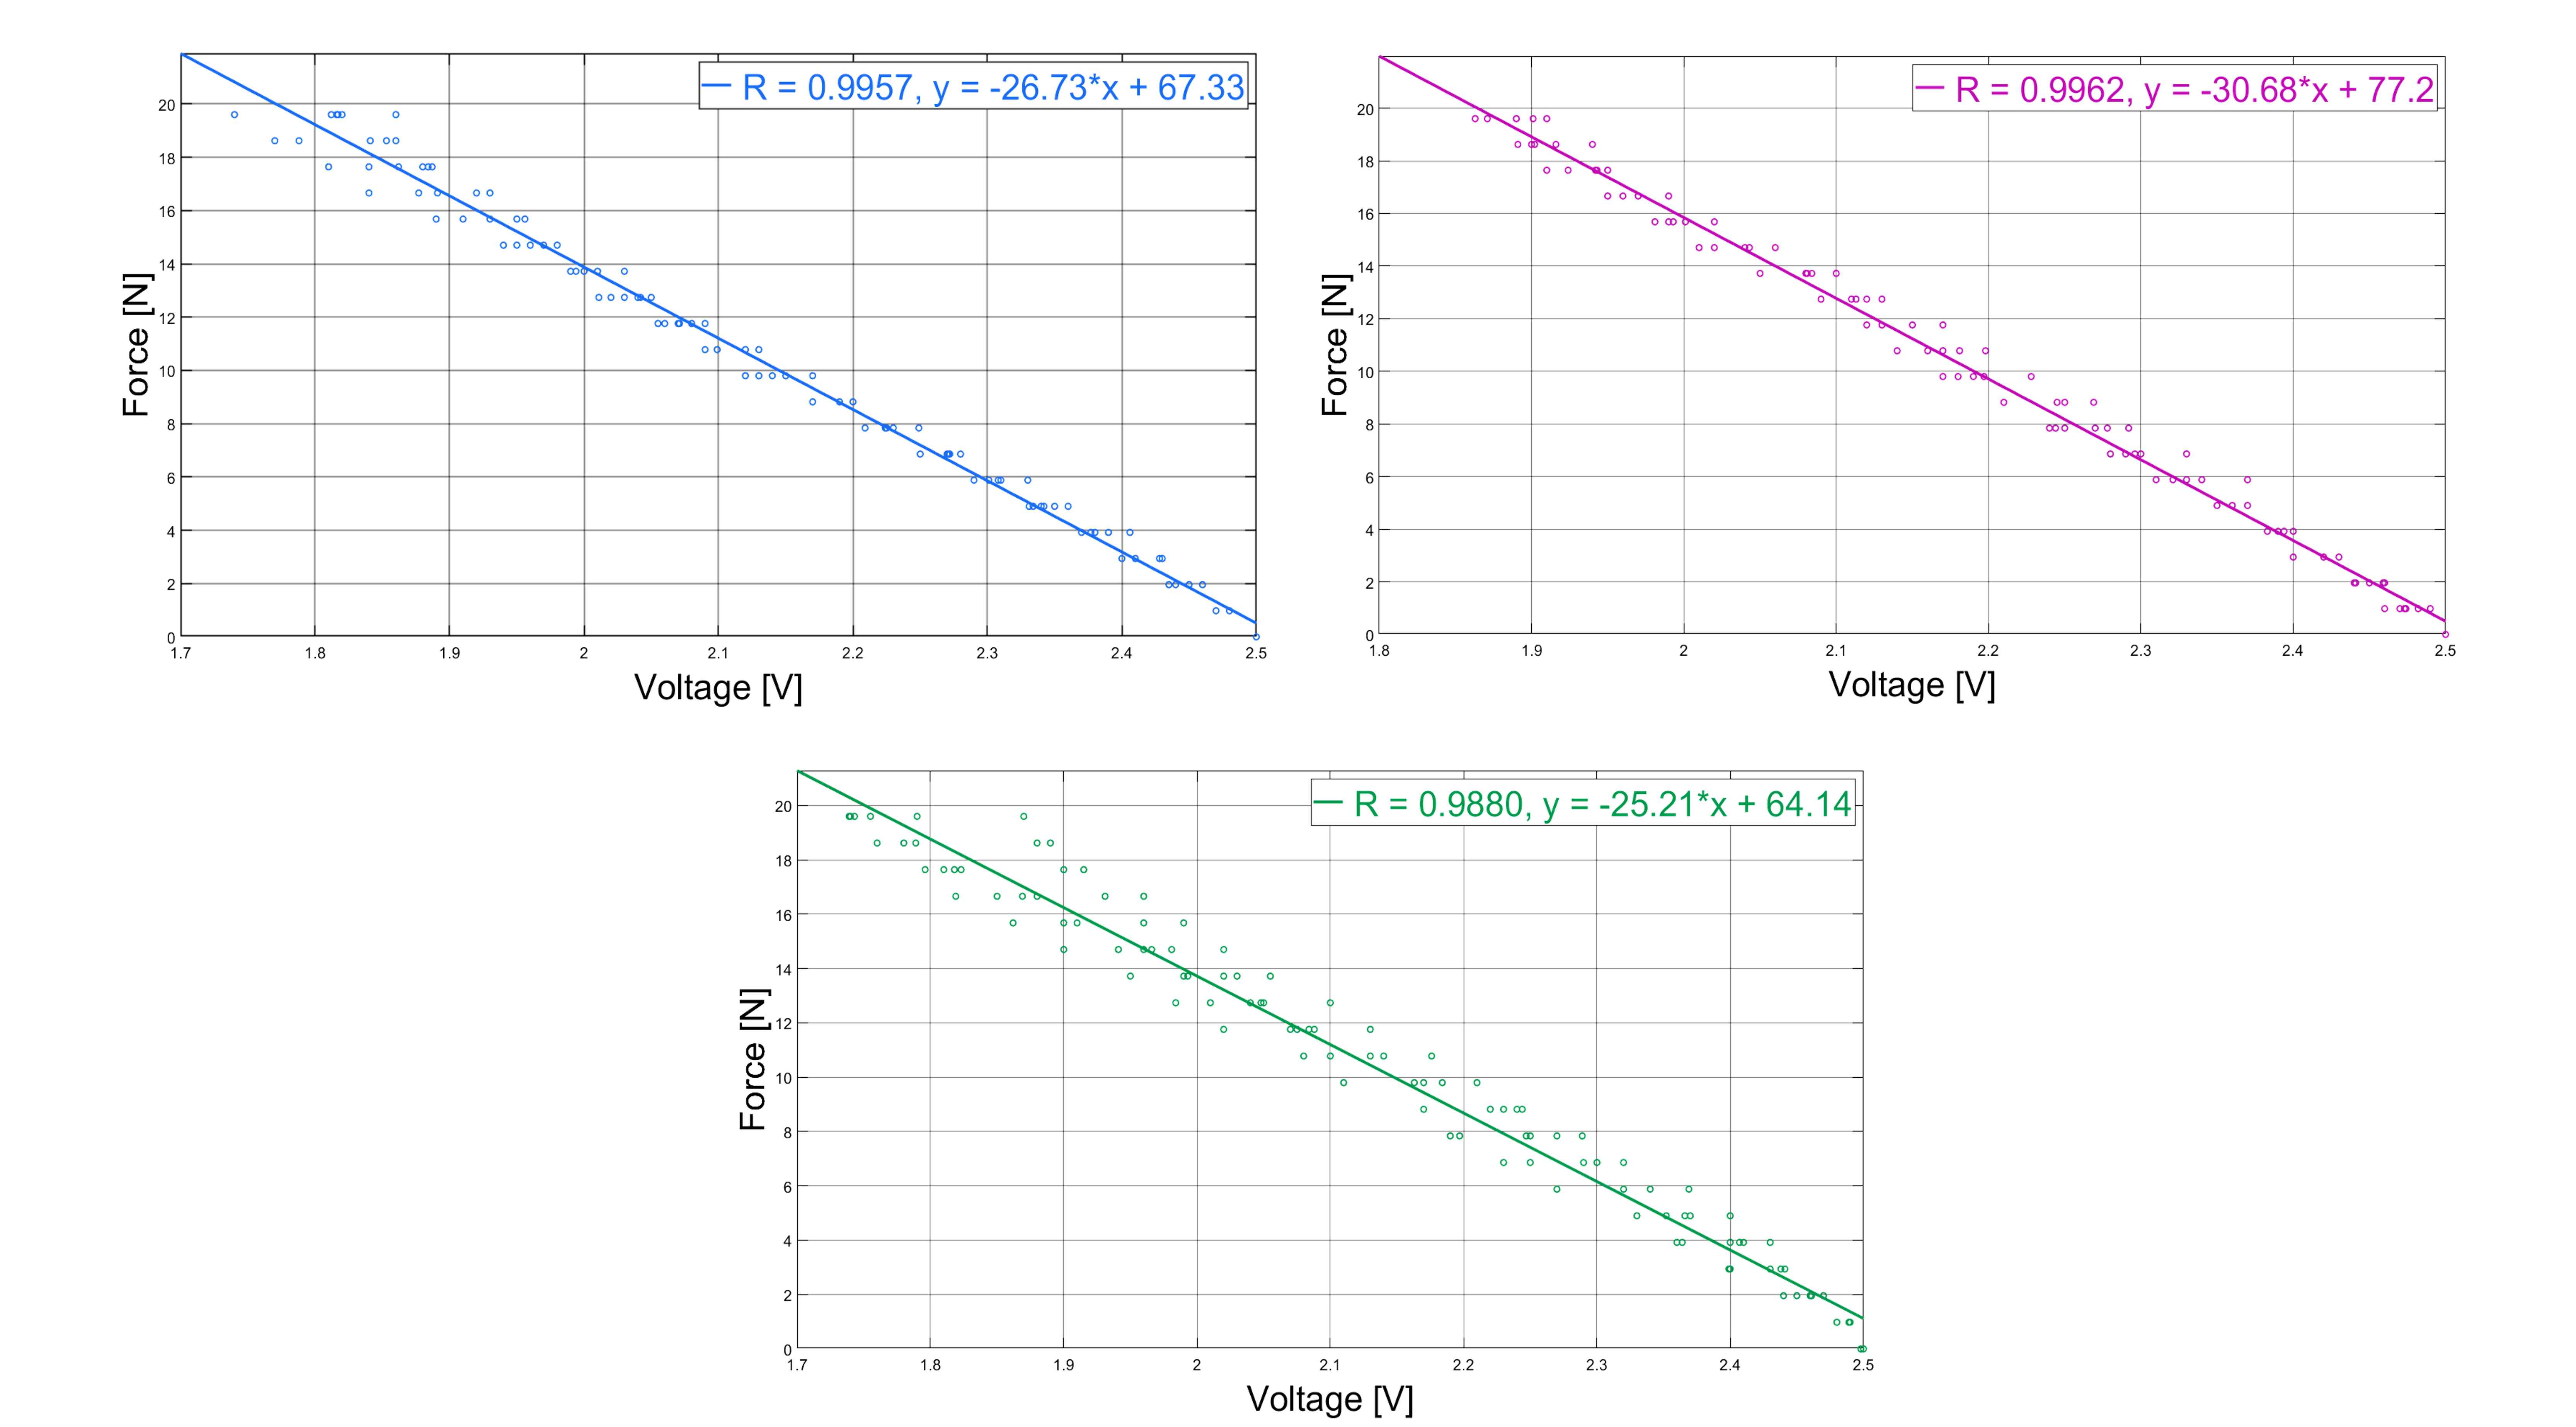 R = 0.9957, y = -26.73*x + 67.33
20
18
16
14
12
10
8
6
4
2
0
Force [N]
1.7 1.8 1.9 2 2.1 2.2 2.3 2.4 2.5
Voltage [V]
R = 0.9962, y = -30.68*x + 77.2
20
18
16
14
12
10
8
6
4
2
0
Force [N]
1.8 1.9 2 2.1 2.2 2.3 2.4 2.5
Voltage [V]
R = 0.9880, y = -25.21*x + 64.14
20
18
16
14
12
10
8
6
4
2
0
Force [N]
1.7 1.8 1.9 2 2.1 2.2 2.3 2.4 2.5
Voltage [V]